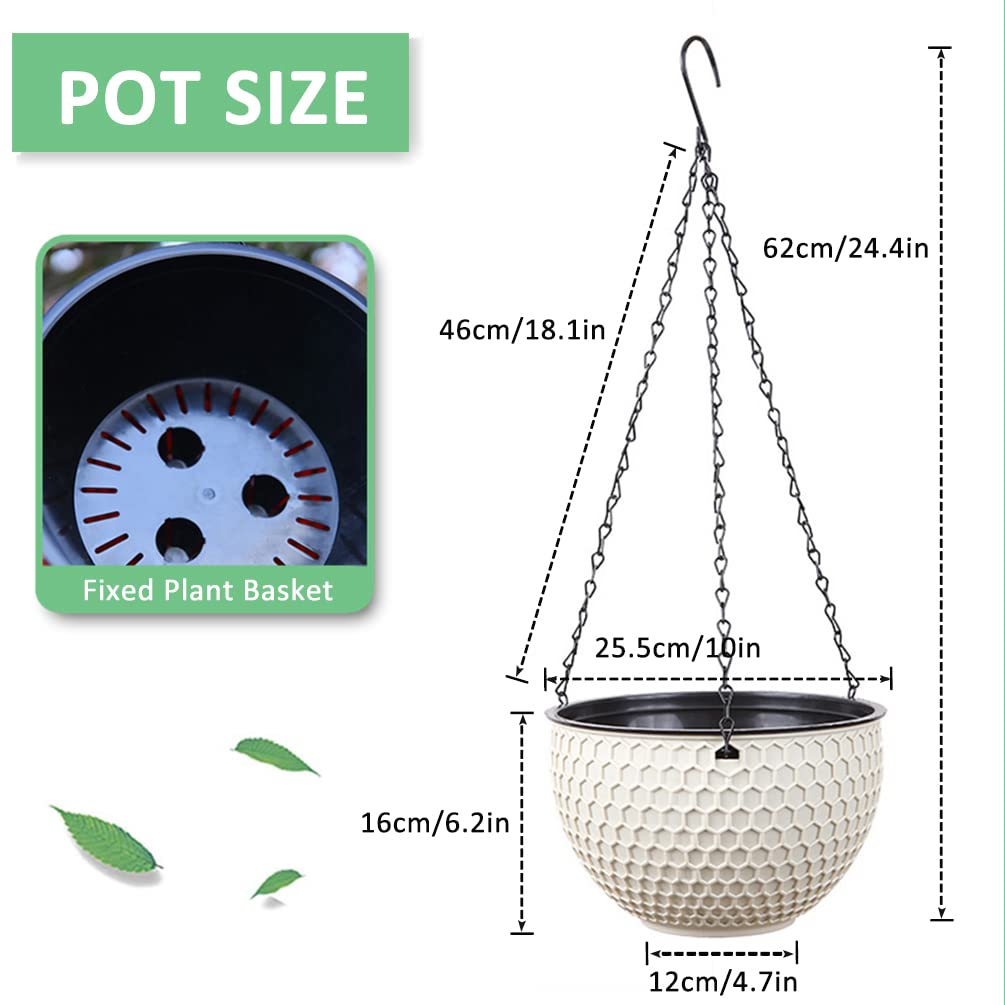 POT SIZE
62cm/24.4in
46cm/18.1in
Fixed Plant Basket
25.5cm/10in
16cm/6.2in
12cm/4.7in